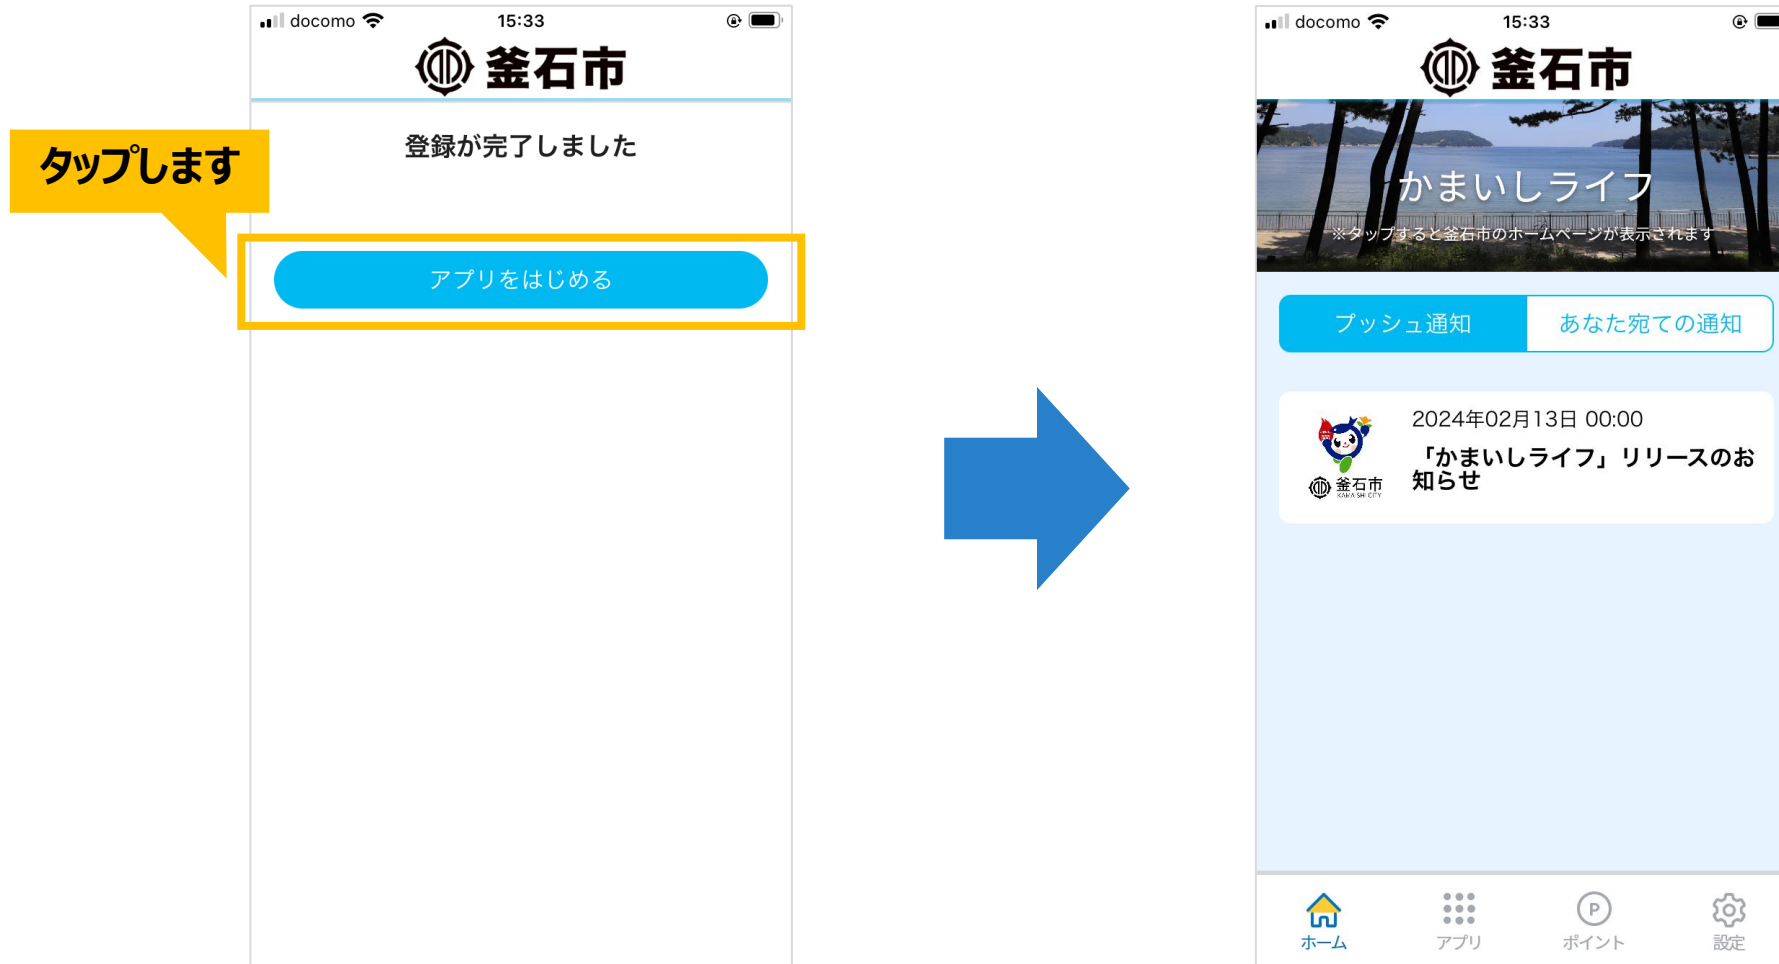 docomo 15:33
釜石市
登録が完了しました
タップします
アプリをはじめる
docomo 15:33
釜石市
かまいしライフ
※タップすると釜石市のホームページが表示されます
プッシュ通知 あなた宛ての通知
2024年02月13日 00:00
「かまいしライフ」リリースのお
知らせ
釜石市
KAMAISHI CITY
ホーム アプリ P ポイント 設定